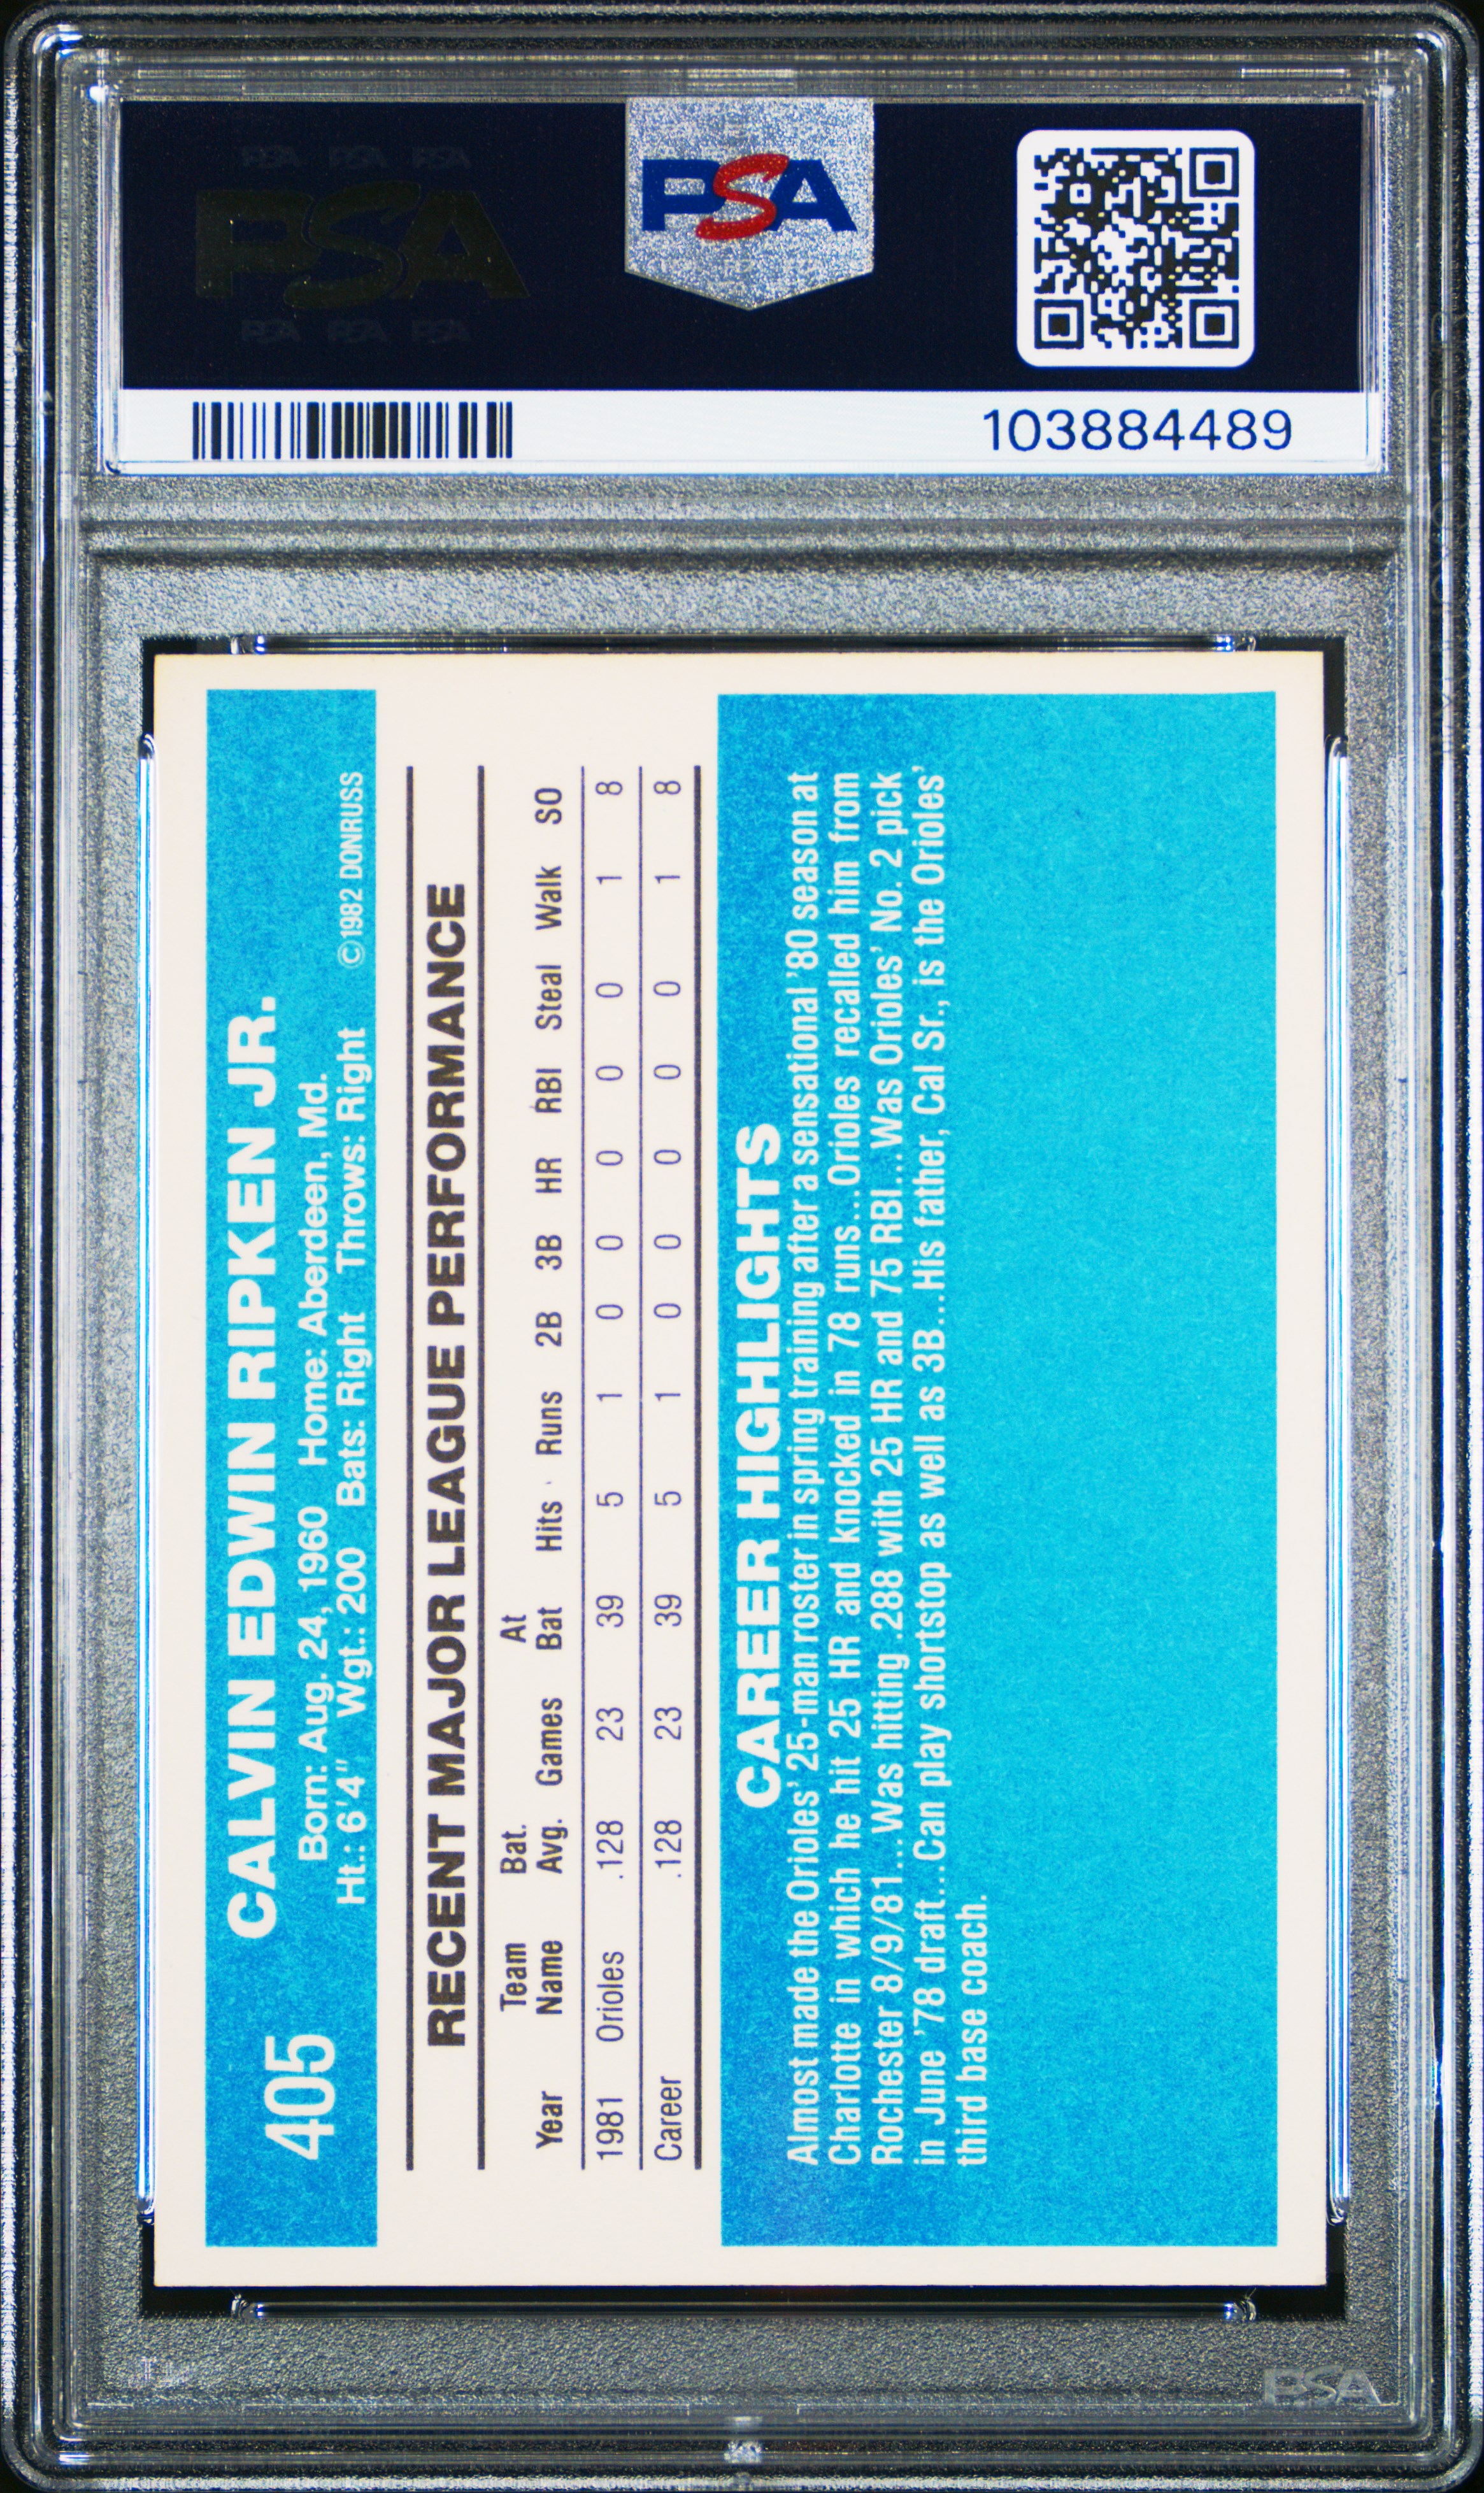 PSA PSA PSA
PSA
PSA PSA PSA
PSA
103884489
405
CALVIN EDWIN RIPKEN JR.
Born: Aug. 24, 1960 Home: Aberdeen, Md.
Ht.: 6'4" Wgt.: 200 Bats: Right Throws: Right ©1982 DONRUSS
RECENT MAJOR LEAGUE PERFORMANCE
Team Bat. At
Year Name Avg. Games Bat Hits Runs 2B 3B HR RBI Steal Walk SO
1981 Orioles .128 23 39 5 1 0 0 0 0 0 1 8
Career .128 23 39 5 1 0 0 0 0 0 1 8
CAREER HIGHLIGHTS
Almost made the Orioles' 25-man roster in spring training after a sensational '80 season at
Charlotte in which he hit 25 HR and knocked in 78 runs...Orioles recalled him from
Rochester 8/9/81...Was hitting .288 with 25 HR and 75 RBI...Was Orioles' No. 2 pick
in June '78 draft...Can play shortstop as well as 3B...His father, Cal Sr., is the Orioles'
third base coach.
PSA